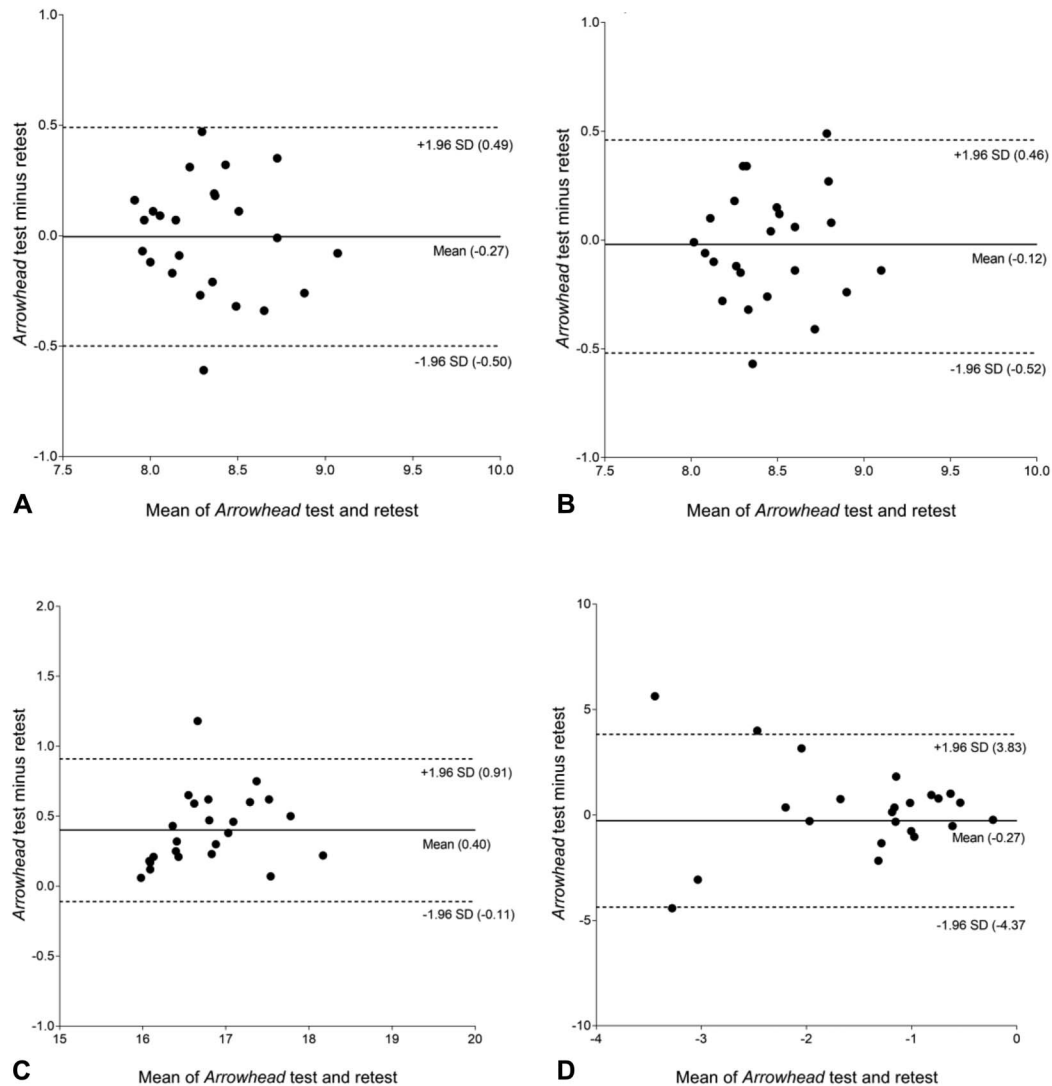 1.0
0.5
0.0
-0.5
-1.0
Arrowhead test minus retest
+1.96 SD (0.49)
Mean (-0.27)
-1.96 SD (-0.50)
7.5 8.0 8.5 9.0 9.5 10.0
A Mean of Arrowhead test and retest
1.0
0.5
0.0
-0.5
-1.0
Arrowhead test minus retest
+1.96 SD (0.46)
Mean (-0.12)
-1.96 SD (-0.52)
7.5 8.0 8.5 9.0 9.5 10.0
B Mean of Arrowhead test and retest
2.0
1.5
1.0
0.5
0.0
-0.5
-1.0
Arrowhead test minus retest
+1.96 SD (0.91)
Mean (0.40)
-1.96 SD (-0.11)
15 16 17 18 19 20
C Mean of Arrowhead test and retest
10
5
0
-5
-10
Arrowhead test minus retest
+1.96 SD (3.83)
Mean (-0.27)
-1.96 SD (-4.37
-4 -3 -2 -1 0
D Mean of Arrowhead test and retest